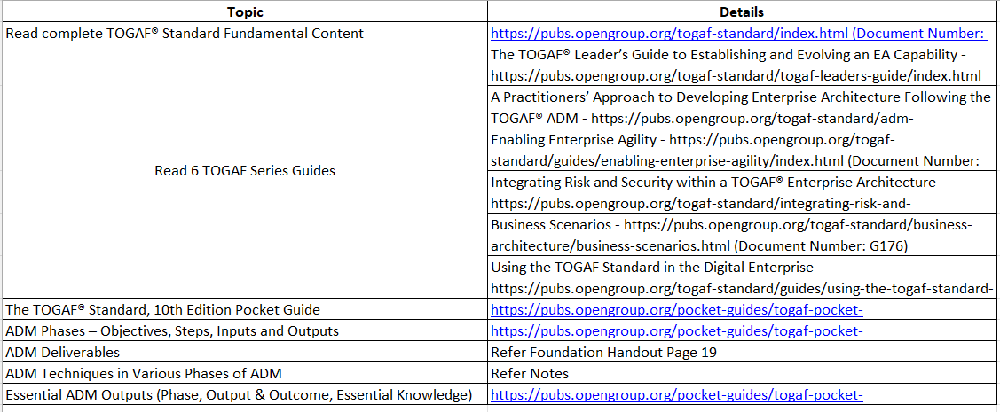 Topic
Details
Read complete TOGAF® Standard Fundamental Content
https://pubs.opengroup.org/togaf-standard/index.html (Document Number:
Read 6 TOGAF Series Guides
The TOGAF® Leader’s Guide to Establishing and Evolving an EA Capability -
https://pubs.opengroup.org/togaf-standard/togaf-leaders-guide/index.html
A Practitioners’ Approach to Developing Enterprise Architecture Following the
TOGAF® ADM - https://pubs.opengroup.org/togaf-standard/adm-
Enabling Enterprise Agility - https://pubs.opengroup.org/togaf-
standard/guides/enabling-enterprise-agility/index.html (Document Number:
Integrating Risk and Security within a TOGAF® Enterprise Architecture -
https://pubs.opengroup.org/togaf-standard/integrating-risk-and-
Business Scenarios - https://pubs.opengroup.org/togaf-standard/business-
architecture/business-scenarios.html (Document Number: G176)
Using the TOGAF Standard in the Digital Enterprise -
https://pubs.opengroup.org/togaf-standard/guides/using-the-togaf-standard-
The TOGAF® Standard, 10th Edition Pocket Guide
https://pubs.opengroup.org/pocket-guides/togaf-pocket-
ADM Phases – Objectives, Steps, Inputs and Outputs
https://pubs.opengroup.org/pocket-guides/togaf-pocket-
ADM Deliverables
Refer Foundation Handout Page 19
ADM Techniques in Various Phases of ADM
Refer Notes
Essential ADM Outputs (Phase, Output & Outcome, Essential Knowledge)
https://pubs.opengroup.org/pocket-guides/togaf-pocket-